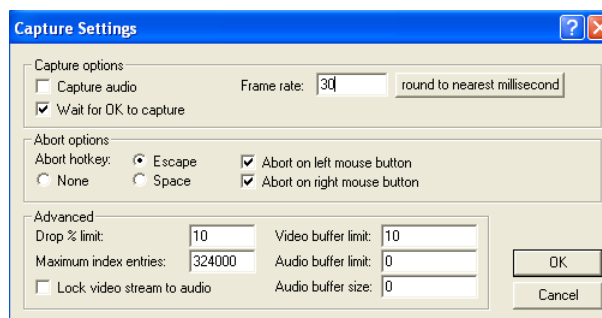 Capture Settings
Capture options
Capture audio
Frame rate: 30 round to nearest millisecond
Wait for OK to capture
Abort options
Abort hotkey: Escape Abort on left mouse button
None Space Abort on right mouse button
Advanced
Drop % limit: 10 Video buffer limit: 10
Maximum index entries: 324000 Audio buffer limit: 0
Lock video stream to audio Audio buffer size: 0
OK
Cancel